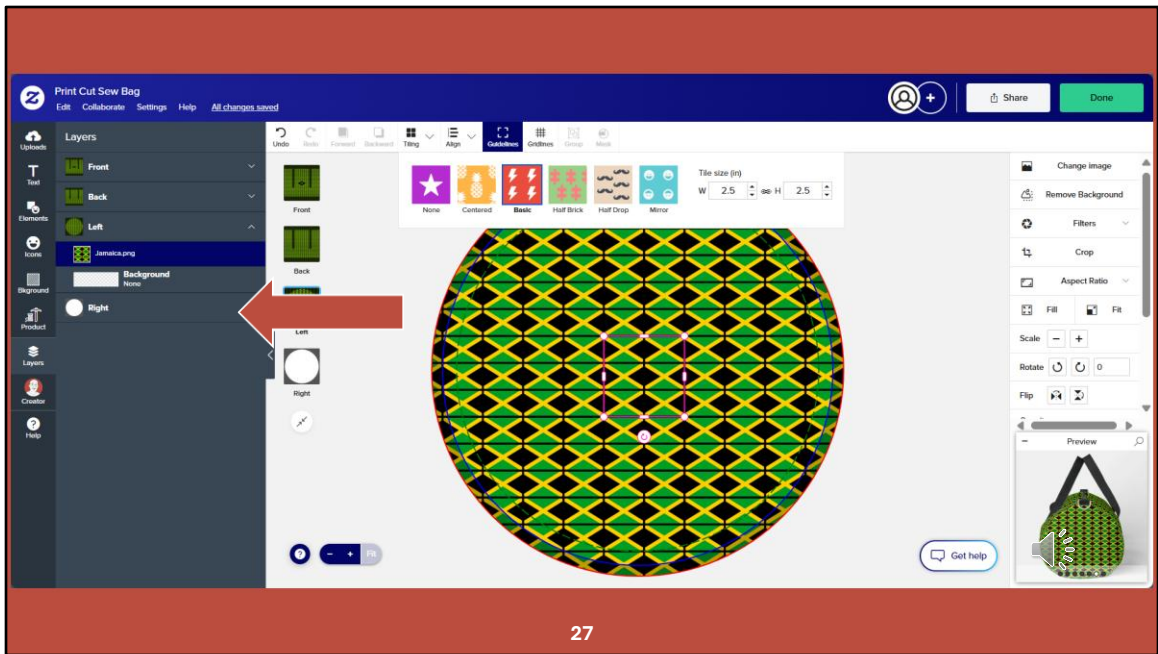 Print Cut Sew Bag
Edit Collaborate Settings Help All changes saved
Share
Done
Uploads
Text
Elements
Icons
Bkground
Product
Layers
Creator
Help
Layers
Front
Back
Left
Jamaica.png
Background
None
Right
Undo Redo Forward Backward Tiling Align Guidelines Gridlines Group Mask
Front
Back
Left
Right
None Centered Basic Half Brick Half Drop Mirror
Tile size (in)
W 2.5 H 2.5
Change image
Remove Background
Filters
Crop
Aspect Ratio
Fill Fit
Scale
Rotate 0
Flip
Preview
Fit
Get help
27